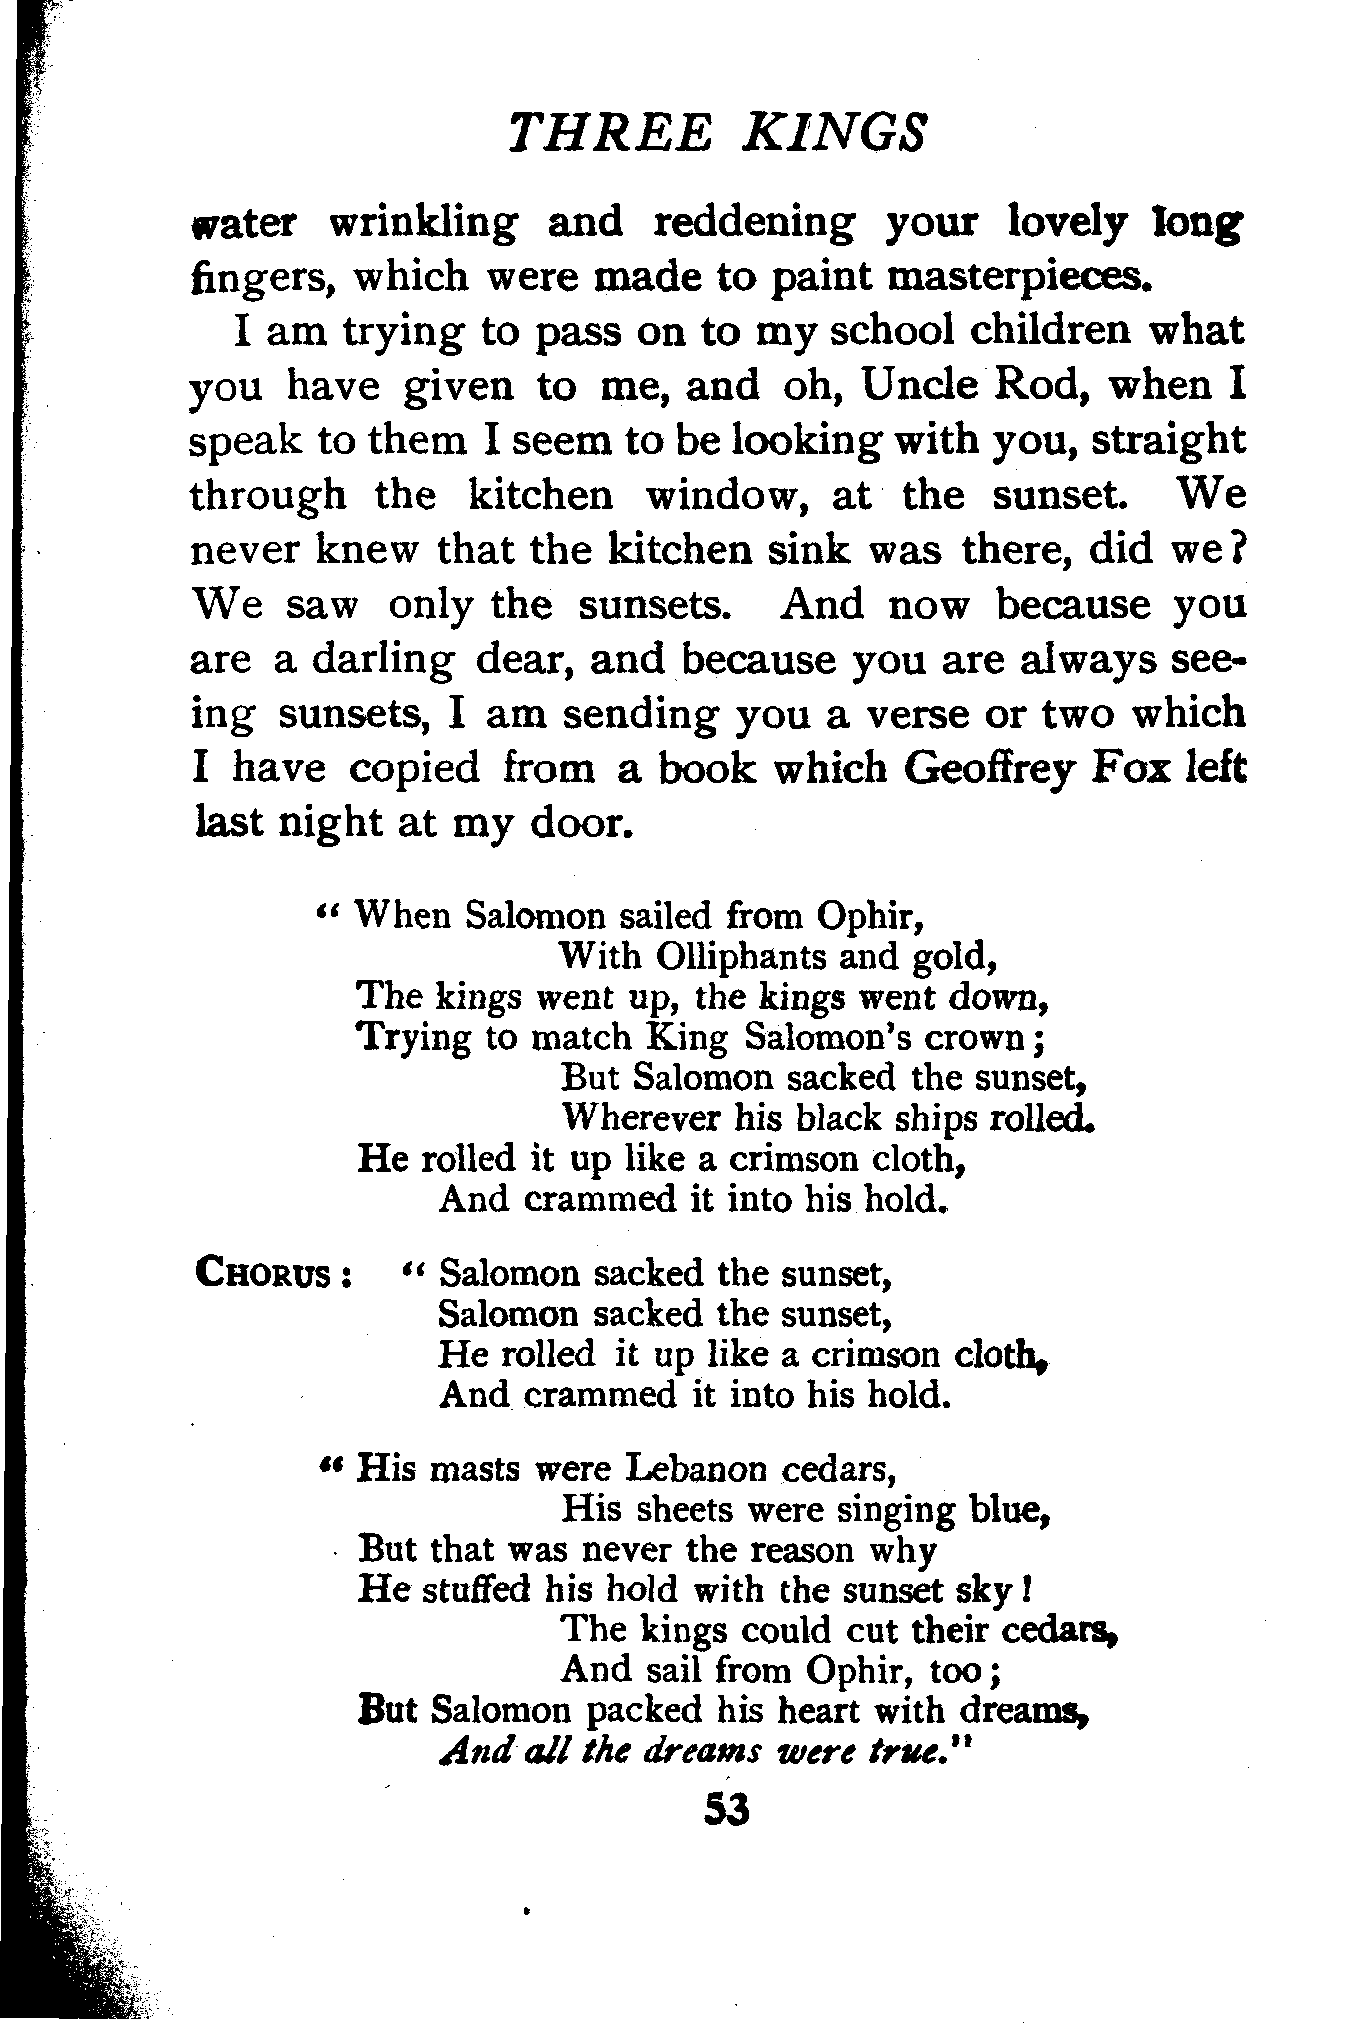 THREE KINGS
water wrinkling and reddening your lovely long
fingers, which were made to paint masterpieces.
I am trying to pass on to my school children what
you have given to me, and oh, Uncle Rod, when I
speak to them I seem to be looking with you, straight
through the kitchen window, at the sunset. We
never knew that the kitchen sink was there, did we?
We saw only the sunsets. And now because you
are a darling dear, and because you are always see-
ing sunsets, I am sending you a verse or two which
I have copied from a book which Geoffrey Fox left
last night at my door.
“ When Salomon sailed from Ophir,
With Olliphants and gold,
The kings went up, the kings went down,
Trying to match King Salomon's crown;
But Salomon sacked the sunset,
Wherever his black ships rolled.
He rolled it up like a crimson cloth,
And crammed it into his hold.
CHORUS: “ Salomon sacked the sunset,
Salomon sacked the sunset,
He rolled it up like a crimson cloth,
And crammed it into his hold.
“ His masts were Lebanon cedars,
His sheets were singing blue,
But that was never the reason why
He stuffed his hold with the sunset sky!
The kings could cut their cedars,
And sail from Ophir, too;
But Salomon packed his heart with dreams,
And all the dreams were true.”
53